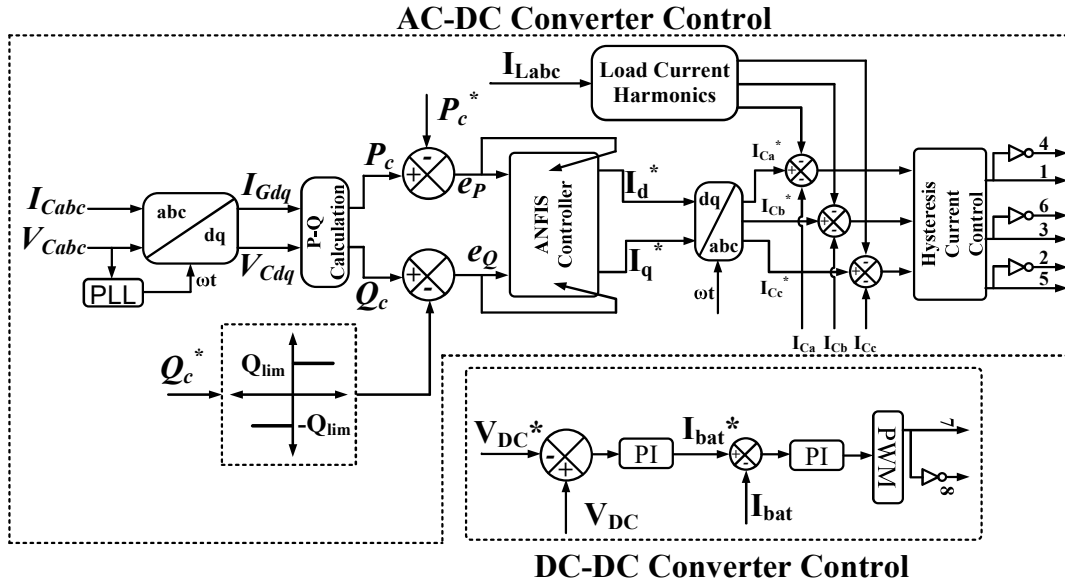 AC-DC Converter Control
I_Labc
Load Current
Harmonics
P_c*
-
+
P_c
e_P
I_Cabc
V_Cabc
abc
dq
I_Gdq
V_Cdq
PLL
ωt
P-Q
Calculation
Q_c
+
-
e_Q
ANFIS
Controller
I_d*
I_q*
dq
abc
ωt
I_Ca*
I_Cb*
I_Cc*
+
-
-
+
-
-
+
-
-
I_Ca
I_Cb
I_Cc
Hysteresis
Current
Control
4
1
6
3
2
5
Q_c*
Q_lim
-Q_lim
V_DC*
-
+
V_DC
PI
I_bat*
+
-
I_bat
PI
PWM
7
8
DC-DC Converter Control